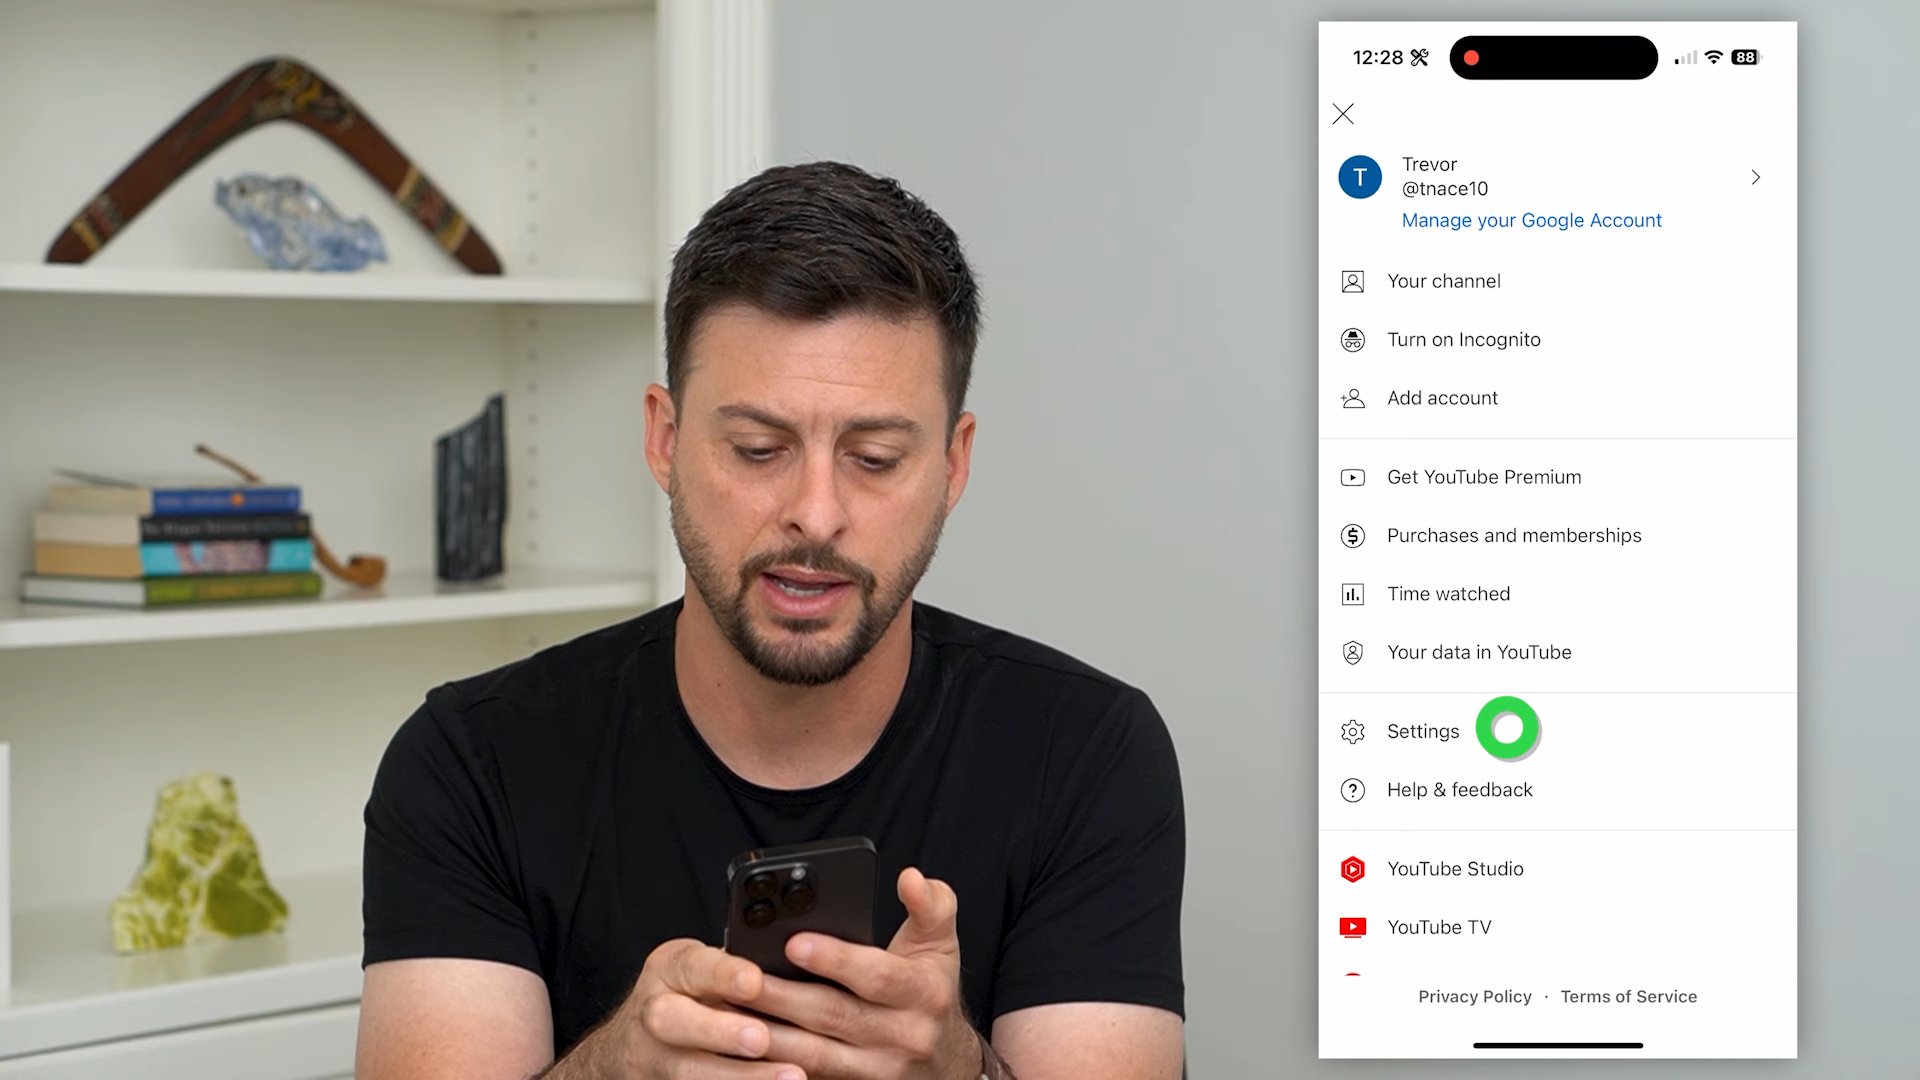 12:28
88
T
Trevor
@tnace10
Manage your Google Account
Your channel
Turn on Incognito
Add account
Get YouTube Premium
Purchases and memberships
Time watched
Your data in YouTube
Settings
Help & feedback
YouTube Studio
YouTube TV
Privacy Policy · Terms of Service